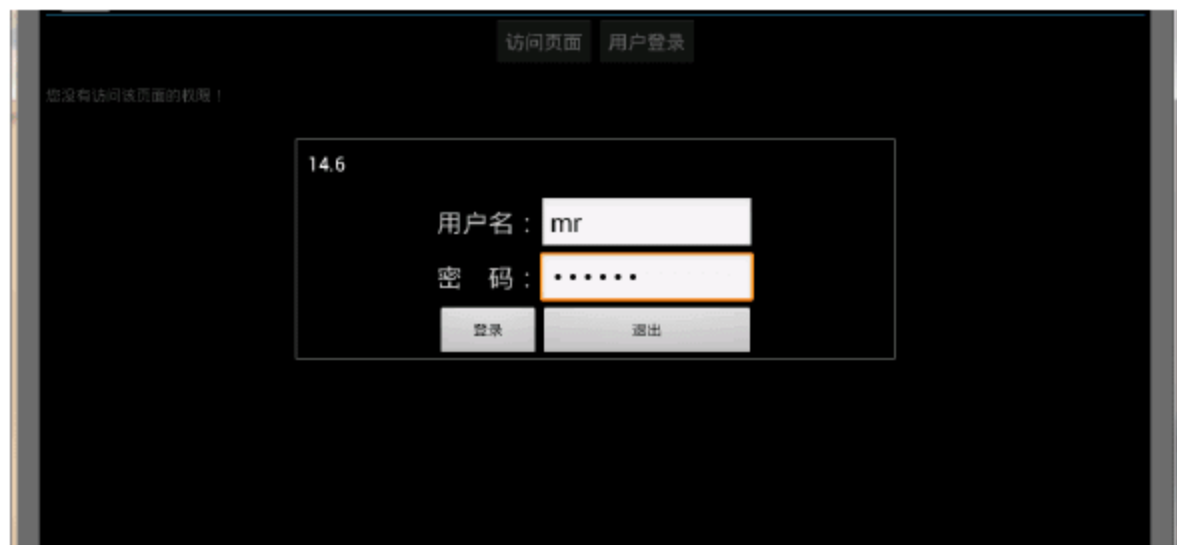 访问页面 用户登录
您没有访问该页面的权限！
14.6
用户名：mr
密 码：••••••
登录 退出